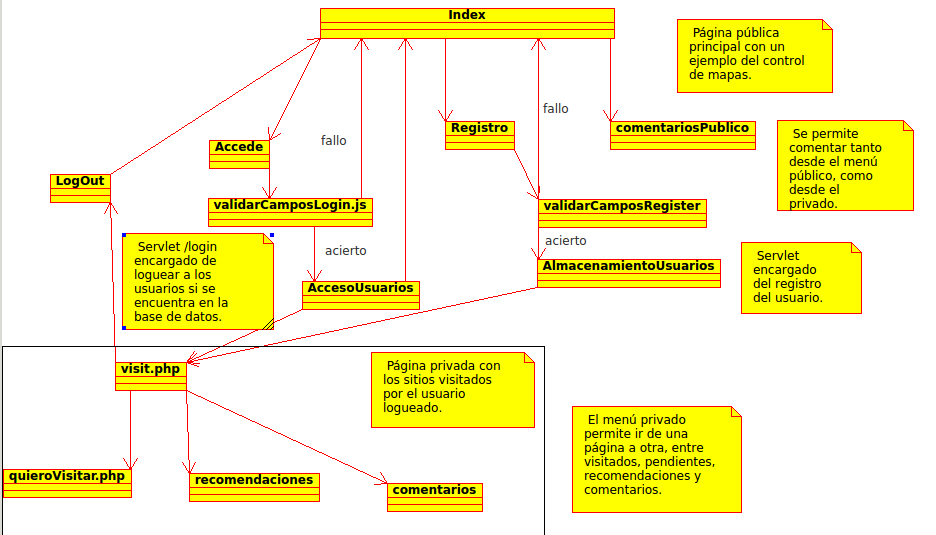 Index
Página pública
principal con un
ejemplo del control
de mapas.
fallo
Registro
comentariosPublico
Se permite
comentar tanto
desde el menú
público, como
desde el
privado.
fallo
Accede
LogOut
validarCamposLogin.js
validarCamposRegister
Servlet /login
encargado de
loguear a los
usuarios si se
encuentra en la
base de datos.
acierto
acierto
AccesoUsuarios
AlmacenamientoUsuarios
Servlet
encargado
del registro
del usuario.
visit.php
Página privada con
los sitios visitados
por el usuario
logueado.
El menú privado
permite ir de una
página a otra, entre
visitados, pendientes,
recomendaciones y
comentarios.
quieroVisitar.php
recomendaciones
comentarios